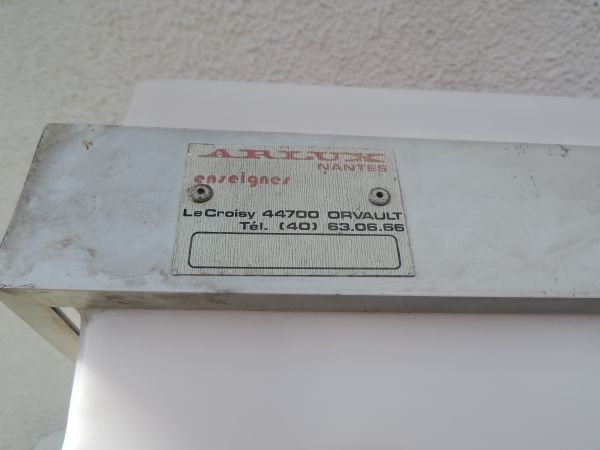 ARLUX
NANTES
enseignes
Le Croisy 44700 ORVAULT
Tél. (40) 63.06.66